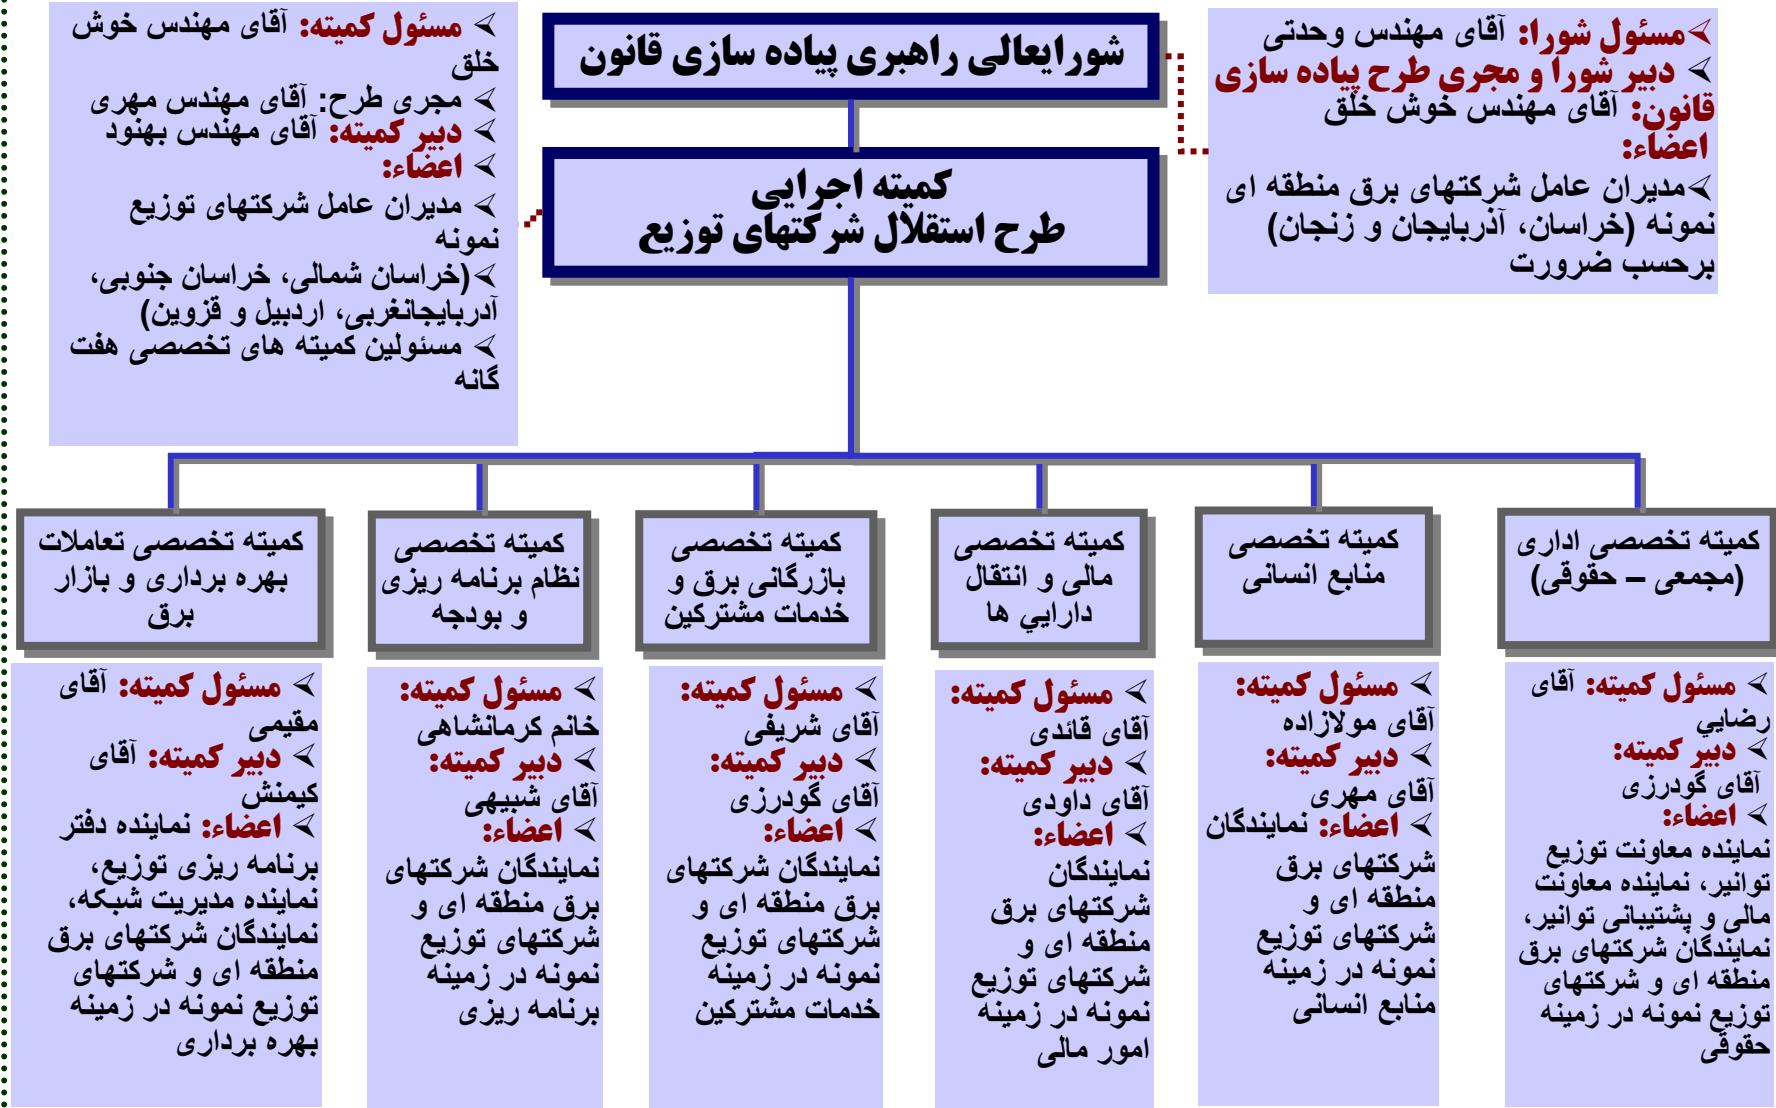 شورایعالی راهبری پیاده سازی قانون
➢مسئول شورا: آقای مهندس وحدتی
➢ دبیر شورا و مجری طرح پیاده سازی
قانون: آقای مهندس خوش خلق
اعضاء:
➢مدیران عامل شرکتهای برق منطقه ای
نمونه (خراسان، آذربایجان و زنجان)
برحسب ضرورت
کمیته اجرایی
طرح استقلال شرکتهای توزیع
➢ مسئول کمیته: آقای مهندس خوش
خلق
➢ مجری طرح: آقای مهندس مهری
➢ دبیر کمیته: آقای مهندس بهنود
➢ اعضاء:
➢ مدیران عامل شرکتهای توزیع
نمونه
➢(خراسان شمالی، خراسان جنوبی،
آذربایجانغربی، اردبیل و قزوین)
➢ مسئولین کمیته های تخصصی هفت
گانه
کمیته تخصصی اداری
(مجمعی – حقوقی)
➢ مسئول کمیته: آقای
رضایي
➢ دبیر کمیته:
آقای گودرزی
➢ اعضاء:
نماینده معاونت توزیع
توانیر، نماینده معاونت
مالی و پشتیبانی توانیر،
نمایندگان شرکتهای برق
منطقه ای و شرکتهای
توزیع نمونه در زمینه
حقوقی
کمیته تخصصی
منابع انسانی
➢ مسئول کمیته:
آقای مولازاده
➢ دبیر کمیته:
آقای مهری
➢ اعضاء: نمایندگان
شرکتهای برق
منطقه ای و
شرکتهای توزیع
نمونه در زمینه
منابع انسانی
کمیته تخصصی
مالی و انتقال
دارایي ها
➢ مسئول کمیته:
آقای قائدی
➢ دبیر کمیته:
آقای داودی
➢ اعضاء:
نمایندگان
شرکتهای برق
منطقه ای و
شرکتهای توزیع
نمونه در زمینه
امور مالی
کمیته تخصصی
بازرگانی برق و
خدمات مشترکین
➢ مسئول کمیته:
آقای شریفی
➢ دبیر کمیته:
آقای گودرزی
➢ اعضاء:
نمایندگان شرکتهای
برق منطقه ای و
شرکتهای توزیع
نمونه در زمینه
خدمات مشترکین
کمیته تخصصی
نظام برنامه ریزی
و بودجه
➢ مسئول کمیته:
خانم کرمانشاهی
➢ دبیر کمیته:
آقای شبیهی
➢ اعضاء:
نمایندگان شرکتهای
برق منطقه ای و
شرکتهای توزیع
نمونه در زمینه
برنامه ریزی
کمیته تخصصی تعاملات
بهره برداری و بازار
برق
➢ مسئول کمیته: آقای
مقیمی
➢ دبیر کمیته: آقای
کیمنش
➢ اعضاء: نماینده دفتر
برنامه ریزی توزیع،
نماینده مدیریت شبکه،
نمایندگان شرکتهای برق
منطقه ای و شرکتهای
توزیع نمونه در زمینه
بهره برداری